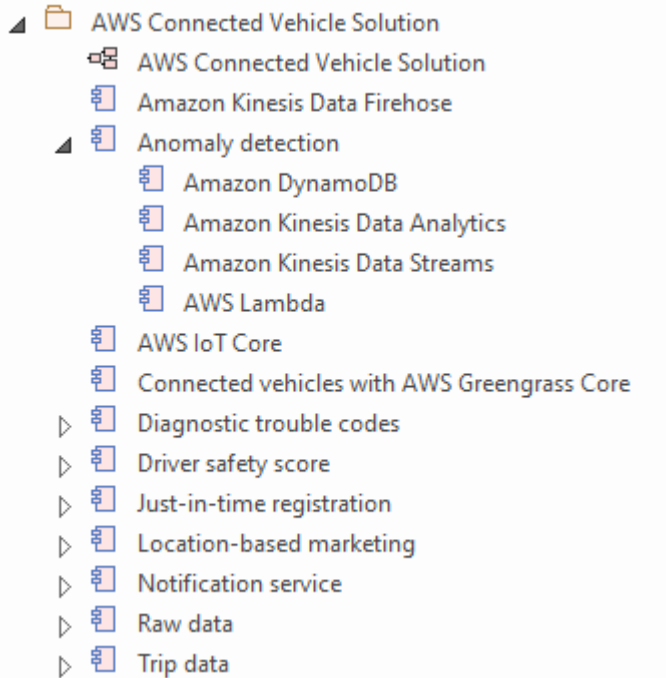 AWS Connected Vehicle Solution
AWS Connected Vehicle Solution
Amazon Kinesis Data Firehose
Anomaly detection
Amazon DynamoDB
Amazon Kinesis Data Analytics
Amazon Kinesis Data Streams
AWS Lambda
AWS IoT Core
Connected vehicles with AWS Greengrass Core
Diagnostic trouble codes
Driver safety score
Just-in-time registration
Location-based marketing
Notification service
Raw data
Trip data